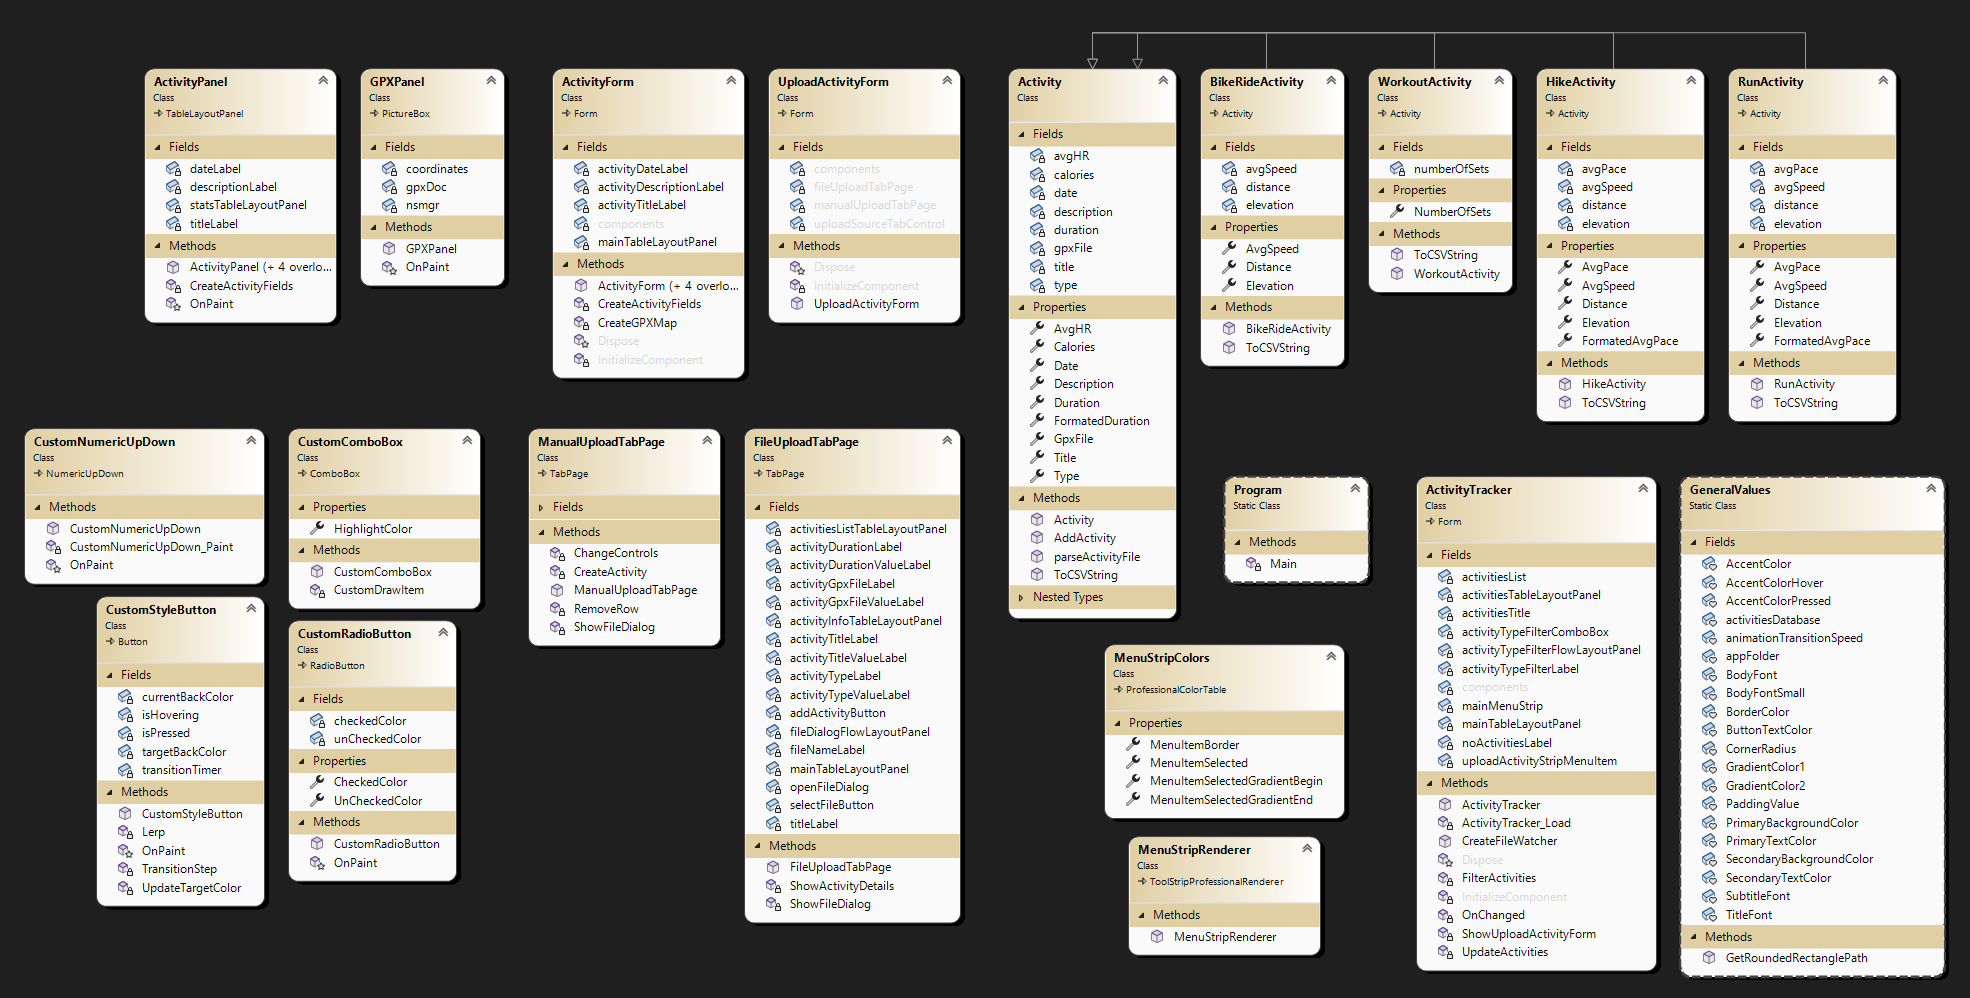 ActivityPanel
Class
TableLayoutPanel
Fields
dateLabel
descriptionLabel
statsTableLayoutPanel
titleLabel
Methods
ActivityPanel (+ 4 overlo...
CreateActivityFields
OnPaint
GPXPanel
Class
PictureBox
Fields
coordinates
gpxDoc
nsmgr
Methods
GPXPanel
OnPaint
ActivityForm
Class
Form
Fields
activityDateLabel
activityDescriptionLabel
activityTitleLabel
components
mainTableLayoutPanel
Methods
ActivityForm (+ 4 overlo...
CreateActivityFields
CreateGPXMap
Dispose
InitializeComponent
UploadActivityForm
Class
Form
Fields
components
fileUploadTabPage
manualUploadTabPage
uploadSourceTabControl
Methods
Dispose
InitializeComponent
UploadActivityForm
Activity
Class
Fields
avgHR
calories
date
description
duration
gpxFile
title
type
Properties
AvgHR
Calories
Date
Description
Duration
FormatedDuration
GpxFile
Title
Type
Methods
Activity
AddActivity
parseActivityFile
ToCSVString
Nested Types
BikeRideActivity
Class
Activity
Fields
avgSpeed
distance
elevation
Properties
AvgSpeed
Distance
Elevation
Methods
BikeRideActivity
ToCSVString
WorkoutActivity
Class
Activity
Fields
numberOfSets
Properties
NumberOfSets
Methods
ToCSVString
WorkoutActivity
HikeActivity
Class
Activity
Fields
avgPace
avgSpeed
distance
elevation
Properties
AvgPace
AvgSpeed
Distance
Elevation
FormatedAvgPace
Methods
HikeActivity
ToCSVString
RunActivity
Class
Activity
Fields
avgPace
avgSpeed
distance
elevation
Properties
AvgPace
AvgSpeed
Distance
Elevation
FormatedAvgPace
Methods
RunActivity
ToCSVString
CustomNumericUpDown
Class
NumericUpDown
Methods
CustomNumericUpDown
CustomNumericUpDown_Paint
OnPaint
CustomComboBox
Class
ComboBox
Properties
HighlightColor
Methods
CustomComboBox
CustomDrawItem
ManualUploadTabPage
Class
TabPage
Fields
Methods
ChangeControls
CreateActivity
ManualUploadTabPage
RemoveRow
ShowFileDialog
FileUploadTabPage
Class
TabPage
Fields
activitiesListTableLayoutPanel
activityDurationLabel
activityDurationValueLabel
activityGpxFileLabel
activityGpxFileValueLabel
activityInfoTableLayoutPanel
activityTitleLabel
activityTitleValueLabel
activityTypeLabel
activityTypeValueLabel
addActivityButton
fileDialogFlowLayoutPanel
fileNameLabel
mainTableLayoutPanel
openFileDialog
selectFileButton
titleLabel
Methods
FileUploadTabPage
ShowActivityDetails
ShowFileDialog
CustomStyleButton
Class
Button
Fields
currentBackColor
isHovering
isPressed
targetBackColor
transitionTimer
Methods
CustomStyleButton
Lerp
OnPaint
TransitionStep
UpdateTargetColor
CustomRadioButton
Class
RadioButton
Fields
checkedColor
unCheckedColor
Properties
CheckedColor
UnCheckedColor
Methods
CustomRadioButton
OnPaint
Program
Static Class
Methods
Main
MenuStripColors
Class
ProfessionalColorTable
Properties
MenuItemBorder
MenuItemSelected
MenuItemSelectedGradientBegin
MenuItemSelectedGradientEnd
MenuStripRenderer
Class
ToolStripProfessionalRenderer
Methods
MenuStripRenderer
ActivityTracker
Class
Form
Fields
activitiesList
activitiesTableLayoutPanel
activitiesTitle
activityTypeFilterComboBox
activityTypeFilterFlowLayoutPanel
activityTypeFilterLabel
components
mainMenuStrip
mainTableLayoutPanel
noActivitiesLabel
uploadActivityStripMenuItem
Methods
ActivityTracker
ActivityTracker_Load
CreateFileWatcher
Dispose
FilterActivities
InitializeComponent
OnChanged
ShowUploadActivityForm
UpdateActivities
GeneralValues
Static Class
Fields
AccentColor
AccentColorHover
AccentColorPressed
activitiesDatabase
animationTransitionSpeed
appFolder
BodyFont
BodyFontSmall
BorderColor
ButtonTextColor
CornerRadius
GradientColor1
GradientColor2
PaddingValue
PrimaryBackgroundColor
PrimaryTextColor
SecondaryBackgroundColor
SecondaryTextColor
SubtitleFont
TitleFont
Methods
GetRoundedRectanglePath